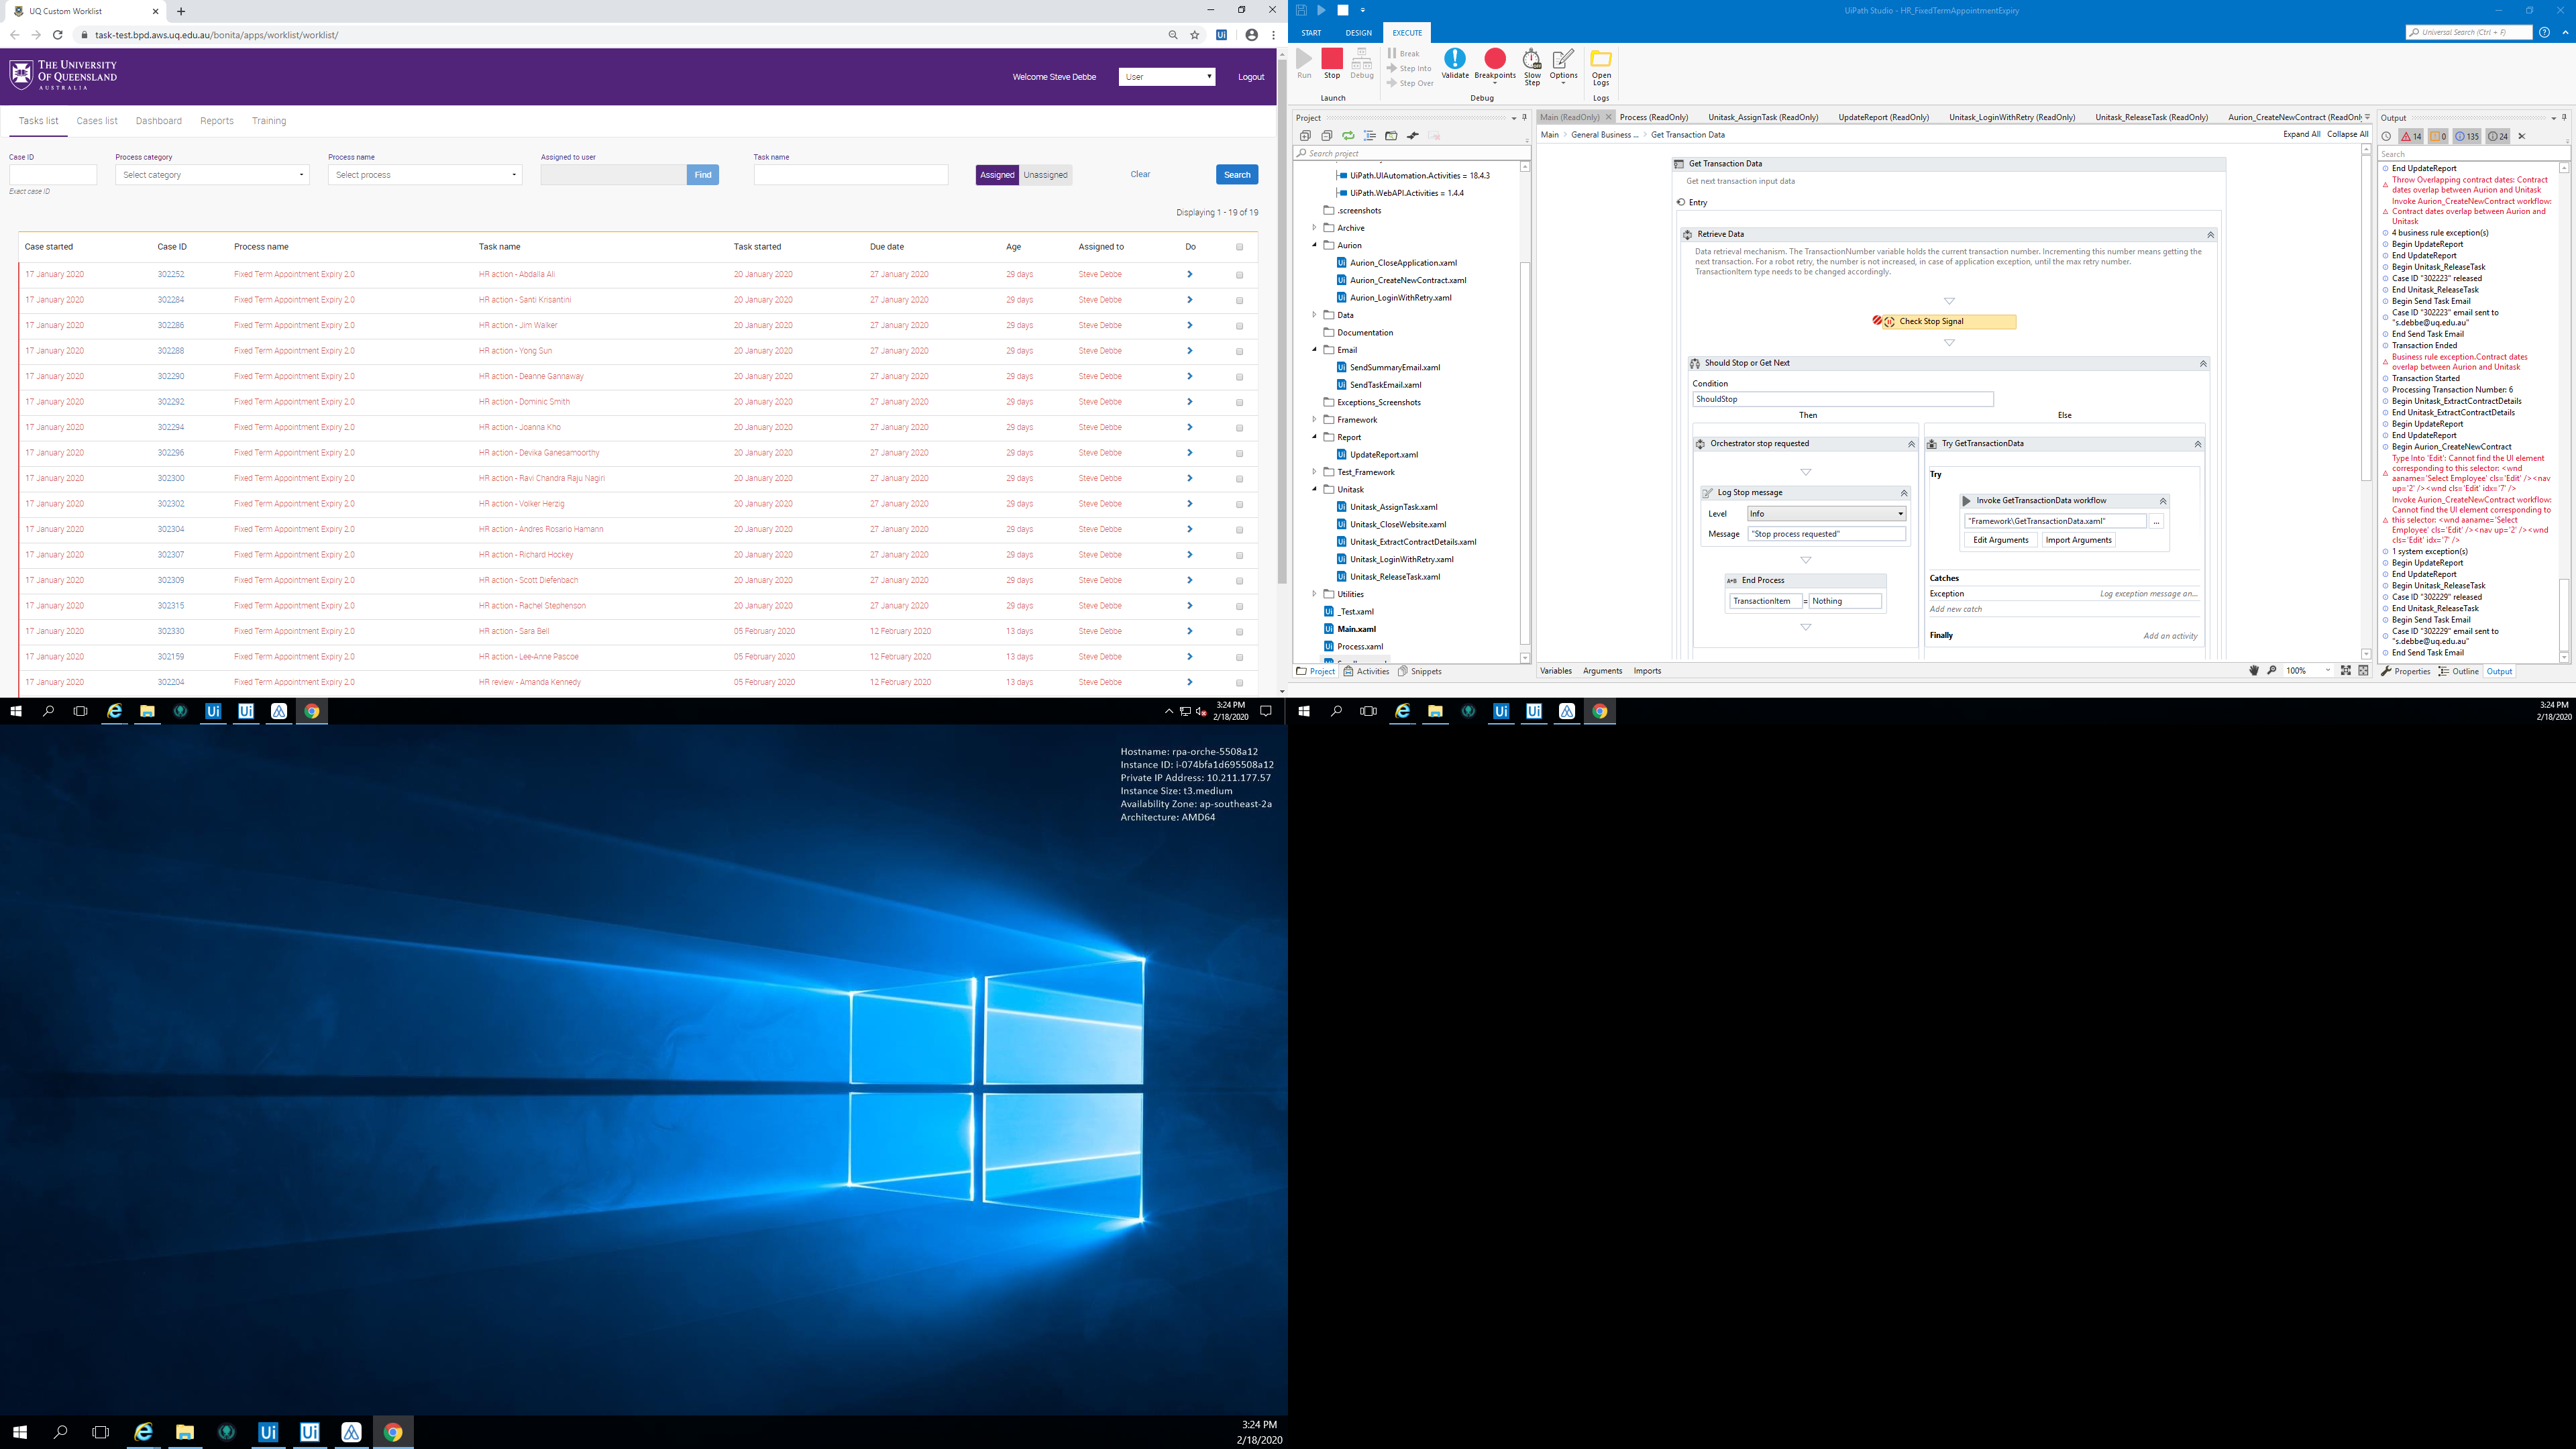 UQ Custom Worklist
task-test.bpd.aws.uq.edu.au/bonita/apps/worklist/worklist/
THE UNIVERSITY
OF QUEENSLAND
AUSTRALIA
Welcome Steve Debbe
User
Logout
Tasks list Cases list Dashboard Reports Training
Case ID Process category Process name Assigned to user Task name
Select category Select process Find Assigned Unassigned Clear Search
Exact case ID
Displaying 1 - 19 of 19
Case started Case ID Process name Task name Task started Due date Age Assigned to Do
17 January 2020 302252 Fixed Term Appointment Expiry 2.0 HR action - Abdalla Ali 20 January 2020 27 January 2020 29 days Steve Debbe
17 January 2020 302284 Fixed Term Appointment Expiry 2.0 HR action - Santi Krisantini 20 January 2020 27 January 2020 29 days Steve Debbe
17 January 2020 302286 Fixed Term Appointment Expiry 2.0 HR action - Jim Walker 20 January 2020 27 January 2020 29 days Steve Debbe
17 January 2020 302288 Fixed Term Appointment Expiry 2.0 HR action - Yong Sun 20 January 2020 27 January 2020 29 days Steve Debbe
17 January 2020 302290 Fixed Term Appointment Expiry 2.0 HR action - Deanne Gannaway 20 January 2020 27 January 2020 29 days Steve Debbe
17 January 2020 302292 Fixed Term Appointment Expiry 2.0 HR action - Dominic Smith 20 January 2020 27 January 2020 29 days Steve Debbe
17 January 2020 302294 Fixed Term Appointment Expiry 2.0 HR action - Joanna Kho 20 January 2020 27 January 2020 29 days Steve Debbe
17 January 2020 302296 Fixed Term Appointment Expiry 2.0 HR action - Devika Ganesamoorthy 20 January 2020 27 January 2020 29 days Steve Debbe
17 January 2020 302300 Fixed Term Appointment Expiry 2.0 HR action - Ravi Chandra Raju Nagiri 20 January 2020 27 January 2020 29 days Steve Debbe
17 January 2020 302302 Fixed Term Appointment Expiry 2.0 HR action - Volker Herzig 20 January 2020 27 January 2020 29 days Steve Debbe
17 January 2020 302304 Fixed Term Appointment Expiry 2.0 HR action - Andres Rosario Hamann 20 January 2020 27 January 2020 29 days Steve Debbe
17 January 2020 302307 Fixed Term Appointment Expiry 2.0 HR action - Richard Hockey 20 January 2020 27 January 2020 29 days Steve Debbe
17 January 2020 302309 Fixed Term Appointment Expiry 2.0 HR action - Scott Diefenbach 20 January 2020 27 January 2020 29 days Steve Debbe
17 January 2020 302315 Fixed Term Appointment Expiry 2.0 HR action - Rachel Stephenson 20 January 2020 27 January 2020 29 days Steve Debbe
17 January 2020 302330 Fixed Term Appointment Expiry 2.0 HR action - Sara Bell 05 February 2020 12 February 2020 13 days Steve Debbe
17 January 2020 302159 Fixed Term Appointment Expiry 2.0 HR action - Lee-Anne Pascoe 05 February 2020 12 February 2020 13 days Steve Debbe
17 January 2020 302204 Fixed Term Appointment Expiry 2.0 HR review - Amanda Kennedy 05 February 2020 12 February 2020 13 days Steve Debbe
3:24 PM
2/18/2020
UiPath Studio - HR_FixedTermAppointmentExpiry
START DESIGN EXECUTE
Universal Search (Ctrl + F)
Run Stop Debug
Break
Step Into
Step Over
Validate Breakpoints Slow Step Options Open Logs
Launch Debug Logs
Project
Search project
UiPath.UIAutomation.Activities = 18.4.3
UiPath.WebAPI.Activities = 1.4.4
.screenshots
Archive
Aurion
Aurion_CloseApplication.xaml
Aurion_CreateNewContract.xaml
Aurion_LoginWithRetry.xaml
Data
Documentation
Email
SendSummaryEmail.xaml
SendTaskEmail.xaml
Exceptions_Screenshots
Framework
Report
UpdateReport.xaml
Test_Framework
Unitask
Unitask_AssignTask.xaml
Unitask_CloseWebsite.xaml
Unitask_ExtractContractDetails.xaml
Unitask_LoginWithRetry.xaml
Unitask_ReleaseTask.xaml
Utilities
_Test.xaml
Main.xaml
Process.xaml
Project Activities Snippets
Main (ReadOnly) Process (ReadOnly) Unitask_AssignTask (ReadOnly) UpdateReport (ReadOnly) Unitask_LoginWithRetry (ReadOnly) Unitask_ReleaseTask (ReadOnly) Aurion_CreateNewContract (ReadOnly
Main > General Business ... > Get Transaction Data
Expand All Collapse All
Get Transaction Data
Get next transaction input data
Entry
Retrieve Data
Data retrieval mechanism. The TransactionNumber variable holds the current transaction number. Incrementing this number means getting the
next transaction. For a robot retry, the number is not increased, in case of application exception, until the max retry number.
TransactionItem type needs to be changed accordingly.
Check Stop Signal
Should Stop or Get Next
Condition
ShouldStop
Then Else
Orchestrator stop requested
Log Stop message
Level Info
Message "Stop process requested"
End Process
A+B
TransactionItem = Nothing
Try GetTransactionData
Try
Invoke GetTransactionData workflow
"Framework\GetTransactionData.xaml" ...
Edit Arguments Import Arguments
Catches
Exception Log exception message an...
Add new catch
Finally Add an activity
Variables Arguments Imports
100%
Output
14 0 135 24
Search
End UpdateReport
Throw Overlapping contract dates: Contract
dates overlap between Aurion and Unitask
Invoke Aurion_CreateNewContract workflow:
Contract dates overlap between Aurion and
Unitask
4 business rule exception(s)
Begin UpdateReport
End UpdateReport
Begin Unitask_ReleaseTask
Case ID "302223" released
End Unitask_ReleaseTask
Begin Send Task Email
Case ID "302223" email sent to
"s.debbe@uq.edu.au"
End Send Task Email
Transaction Ended
Business rule exception.Contract dates
overlap between Aurion and Unitask
Transaction Started
Processing Transaction Number: 6
Begin Unitask_ExtractContractDetails
End Unitask_ExtractContractDetails
Begin UpdateReport
End UpdateReport
Begin Aurion_CreateNewContract
Type Into 'Edit': Cannot find the UI element
corresponding to this selector: <wnd
aaname='Select Employee' cls='Edit' /><nav
up='2' /><wnd cls='Edit' idx='7' />
Invoke Aurion_CreateNewContract workflow:
Cannot find the UI element corresponding to
this selector: <wnd aaname='Select
Employee' cls='Edit' /><nav up='2' /><wnd
cls='Edit' idx='7' />
1 system exception(s)
Begin UpdateReport
End UpdateReport
Begin Unitask_ReleaseTask
Case ID "302229" released
End Unitask_ReleaseTask
Begin Send Task Email
Case ID "302229" email sent to
"s.debbe@uq.edu.au"
End Send Task Email
Properties Outline Output
3:24 PM
2/18/2020
Hostname: rpa-orche-5508a12
Instance ID: i-074bfa1d695508a12
Private IP Address: 10.211.177.57
Instance Size: t3.medium
Availability Zone: ap-southeast-2a
Architecture: AMD64
3:24 PM
2/18/2020